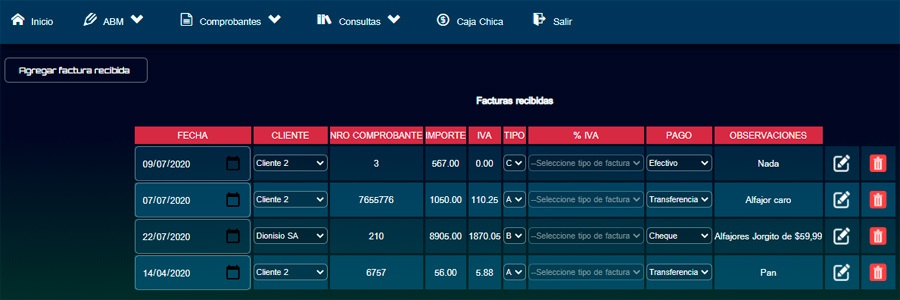 Inicio ABM Comprobantes Consultas Caja Chica Salir
Agregar factura recibida
Facturas recibidas
FECHA CLIENTE NRO COMPROBANTE IMPORTE IVA TIPO % IVA PAGO OBSERVACIONES
09/07/2020 Cliente 2 3 567.00 0.00 C --Seleccione tipo de factura Efectivo Nada
07/07/2020 Cliente 2 7655776 1050.00 110.25 A --Seleccione tipo de factura Transferencia Alfajor caro
22/07/2020 Dionisio SA 210 8905.00 1870.05 B --Seleccione tipo de factura Cheque Alfajores Jorgito de $59,99
14/04/2020 Cliente 2 6757 56.00 5.88 A --Seleccione tipo de factura Transferencia Pan